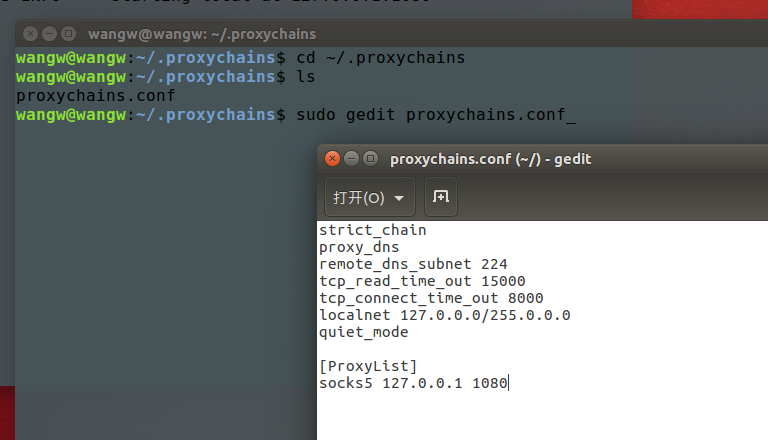 wangw@wangw: ~/.proxychains
wangw@wangw:~/.proxychains$ cd ~/.proxychains
wangw@wangw:~/.proxychains$ ls
proxychains.conf
wangw@wangw:~/.proxychains$ sudo gedit proxychains.conf_
proxychains.conf (~/) - gedit
打开(O)
strict_chain
proxy_dns
remote_dns_subnet 224
tcp_read_time_out 15000
tcp_connect_time_out 8000
localnet 127.0.0.0/255.0.0.0
quiet_mode
[ProxyList]
socks5 127.0.0.1 1080